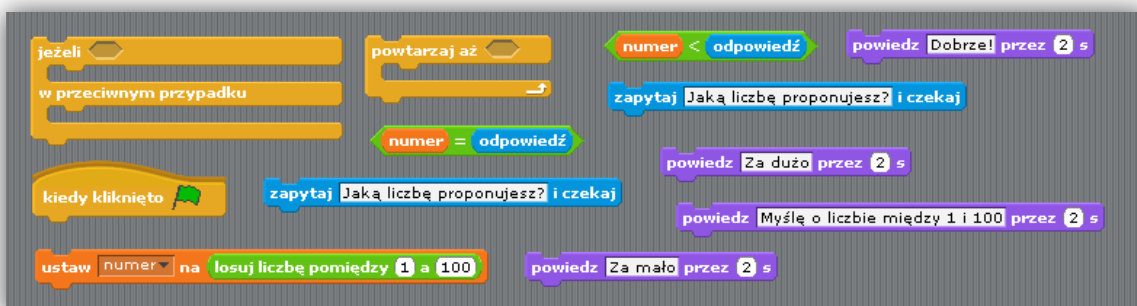 jeżeli
w przeciwnym przypadku
powtarzaj aż
numer < odpowiedź
powiedz Dobrze! przez 2 s
zapytaj Jaką liczbę proponujesz? i czekaj
numer = odpowiedź
powiedz Za dużo przez 2 s
kiedy kliknięto
zapytaj Jaką liczbę proponujesz? i czekaj
powiedz Myślę o liczbie między 1 i 100 przez 2 s
ustaw numer na losuj liczbę pomiędzy 1 a 100
powiedz Za mało przez 2 s